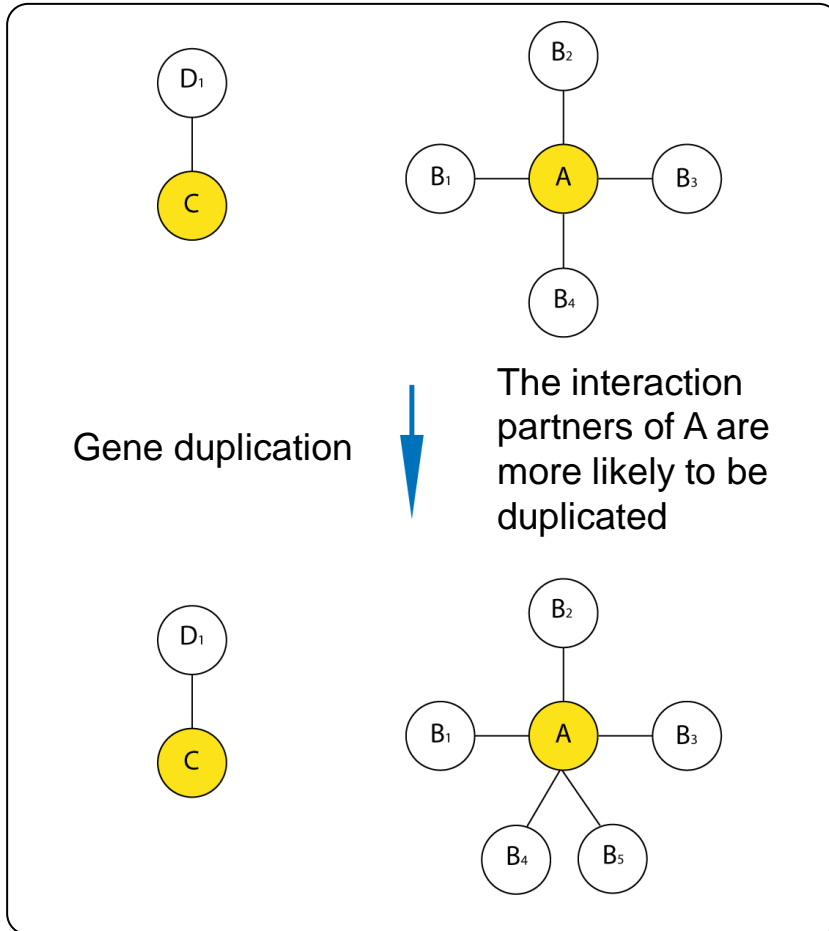 D1
B2
C
B1
A
B3
B4
Gene duplication
The interaction
partners of A are
more likely to be
duplicated
D1
B2
C
B1
A
B3
B4
B5